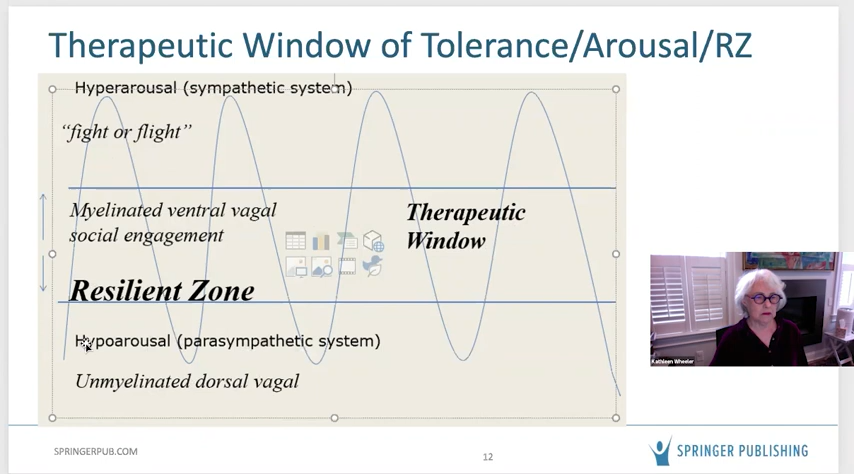 Therapeutic Window of Tolerance/Arousal/RZ
Hyperarousal (sympathetic system)
“fight or flight”
Myelinated ventral vagal
social engagement
Therapeutic
Window
Resilient Zone
Hypoarousal (parasympathetic system)
Unmyelinated dorsal vagal
Kathleen Wheeler
SPRINGERPUB.COM
12
SPRINGER PUBLISHING